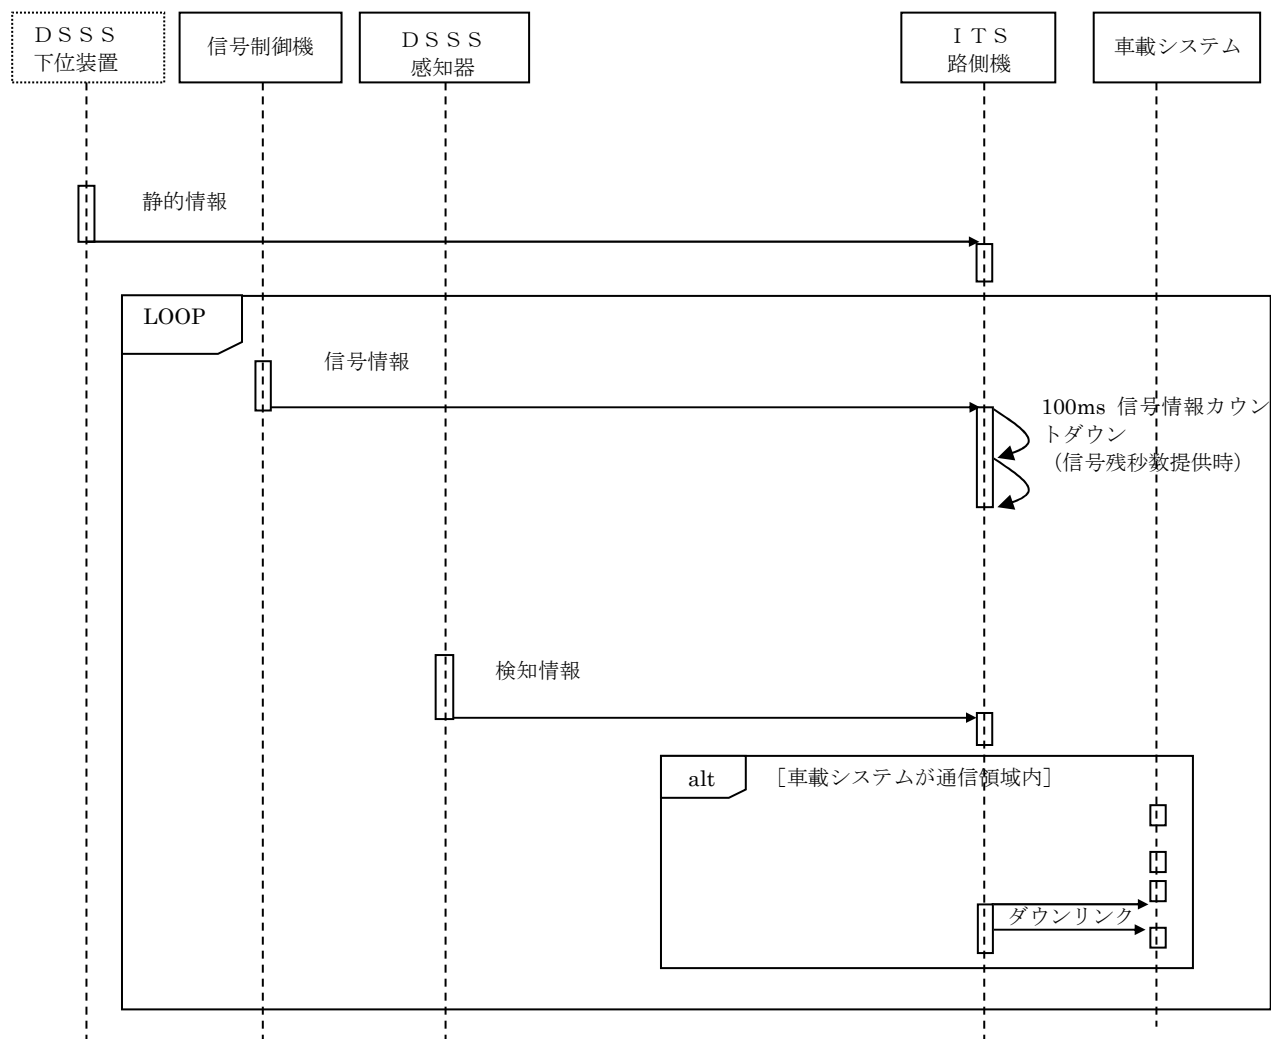 ＤＳＳＳ
下位装置
信号制御機
ＤＳＳＳ
感知器
ＩＴＳ
路側機
車載システム
静的情報
LOOP
信号情報
100ms 信号情報カウン
トダウン
（信号残秒数提供時）
検知情報
alt
［車載システムが通信領域内］
ダウンリンク